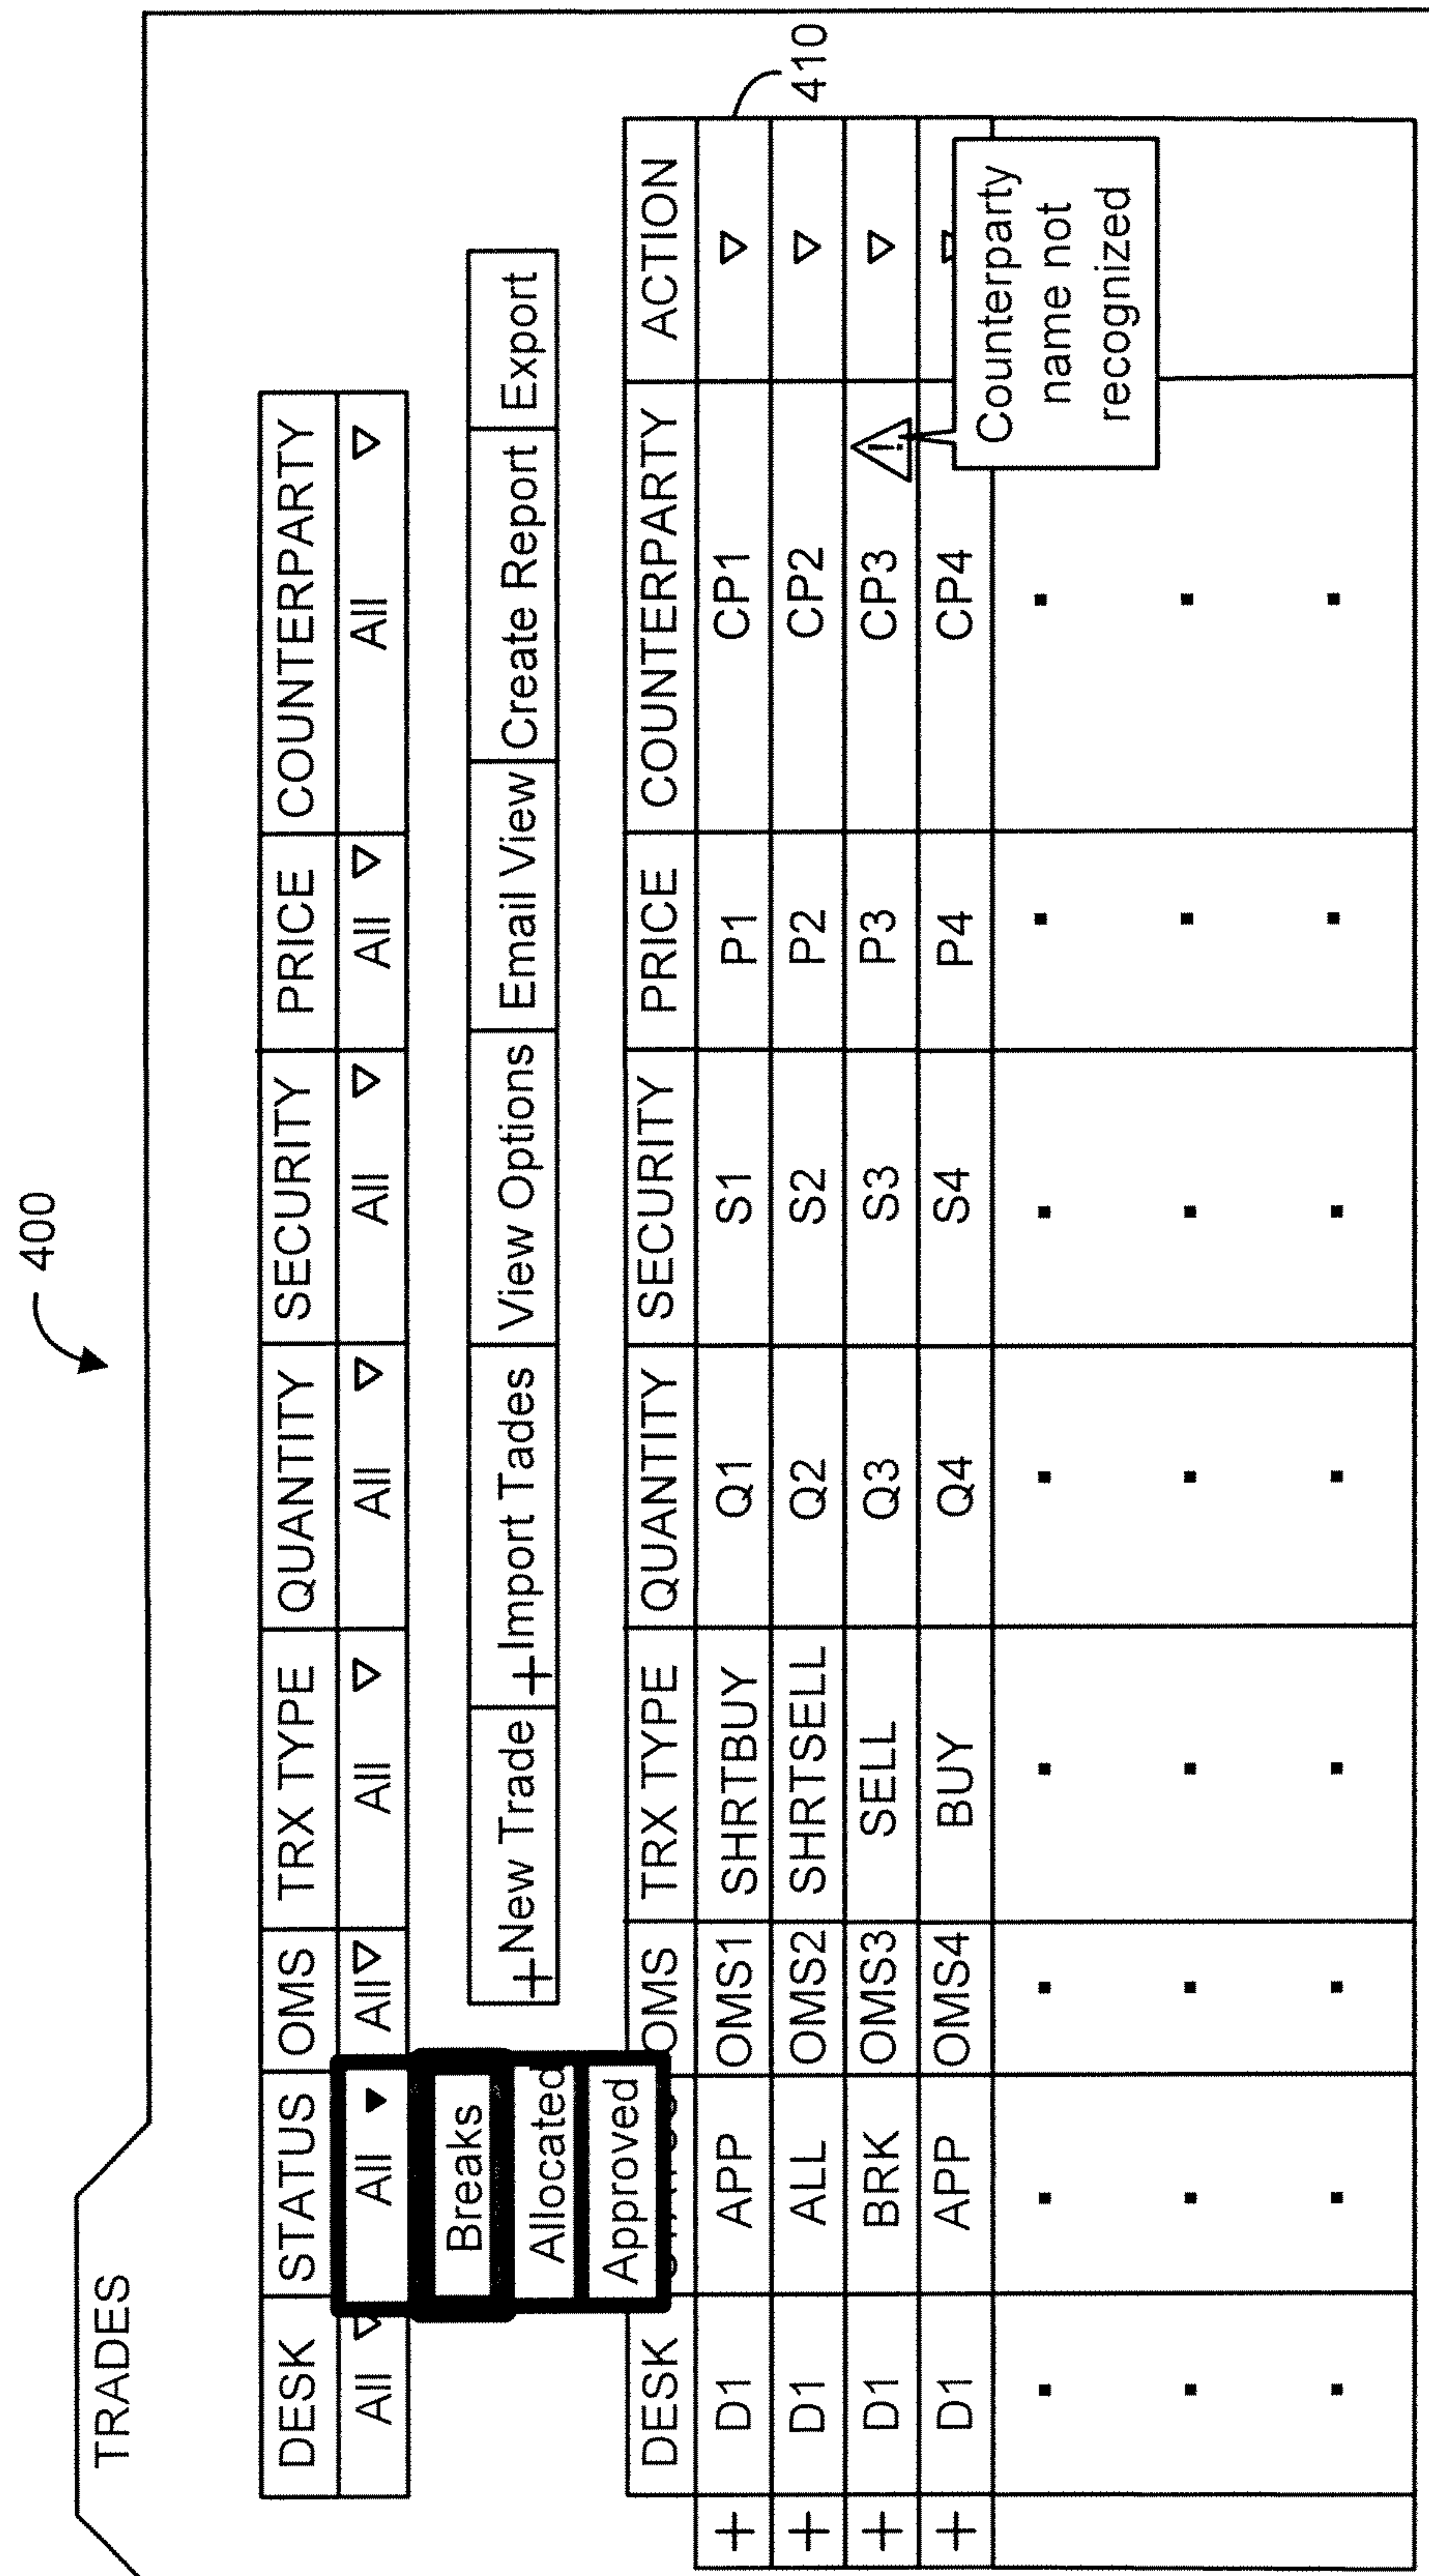 400
TRADES
DESK STATUS OMS TRX TYPE QUANTITY SECURITY PRICE COUNTERPARTY
All All All All All All All All
Breaks
Allocated
Approved
+New Trade +Import Tades View Options Email View Create Report Export
DESK OMS TRX TYPE QUANTITY SECURITY PRICE COUNTERPARTY ACTION
+ D1 APP OMS1 SHRTBUY Q1 S1 P1 CP1
410
+ D1 ALL OMS2 SHRTSELL Q2 S2 P2 CP2
+ D1 BRK OMS3 SELL Q3 S3 P3 CP3 !
+ D1 APP OMS4 BUY Q4 S4 P4 CP4
Counterparty
name not
recognized